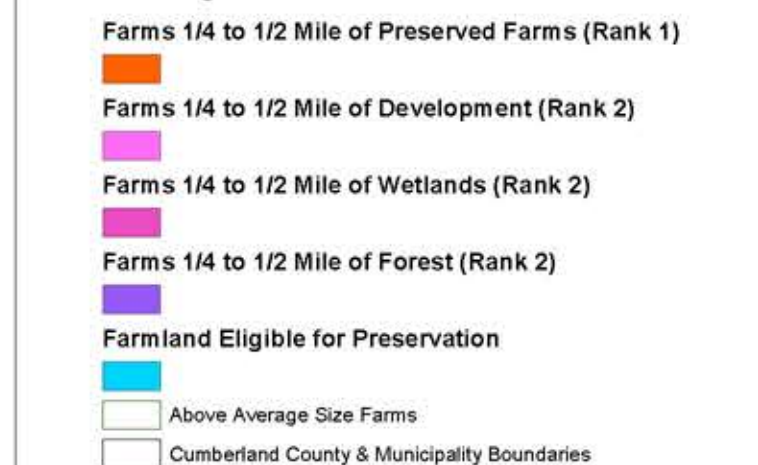 Farms 1/4 to 1/2 Mile of Preserved Farms (Rank 1)
Farms 1/4 to 1/2 Mile of Development (Rank 2)
Farms 1/4 to 1/2 Mile of Wetlands (Rank 2)
Farms 1/4 to 1/2 Mile of Forest (Rank 2)
Farmland Eligible for Preservation
Above Average Size Farms
Cumberland County & Municipality Boundaries